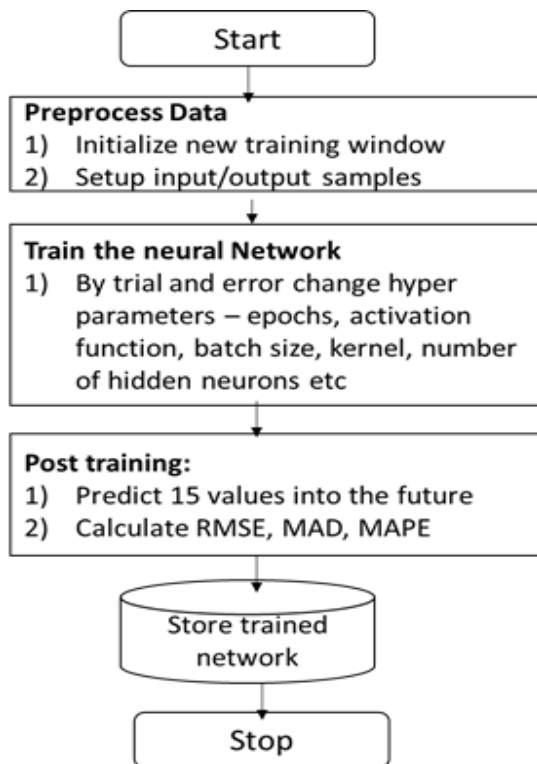 Start
Preprocess Data
1) Initialize new training window
2) Setup input/output samples
Train the neural Network
1) By trial and error change hyper
parameters – epochs, activation
function, batch size, kernel, number
of hidden neurons etc
Post training:
1) Predict 15 values into the future
2) Calculate RMSE, MAD, MAPE
Store trained
network
Stop